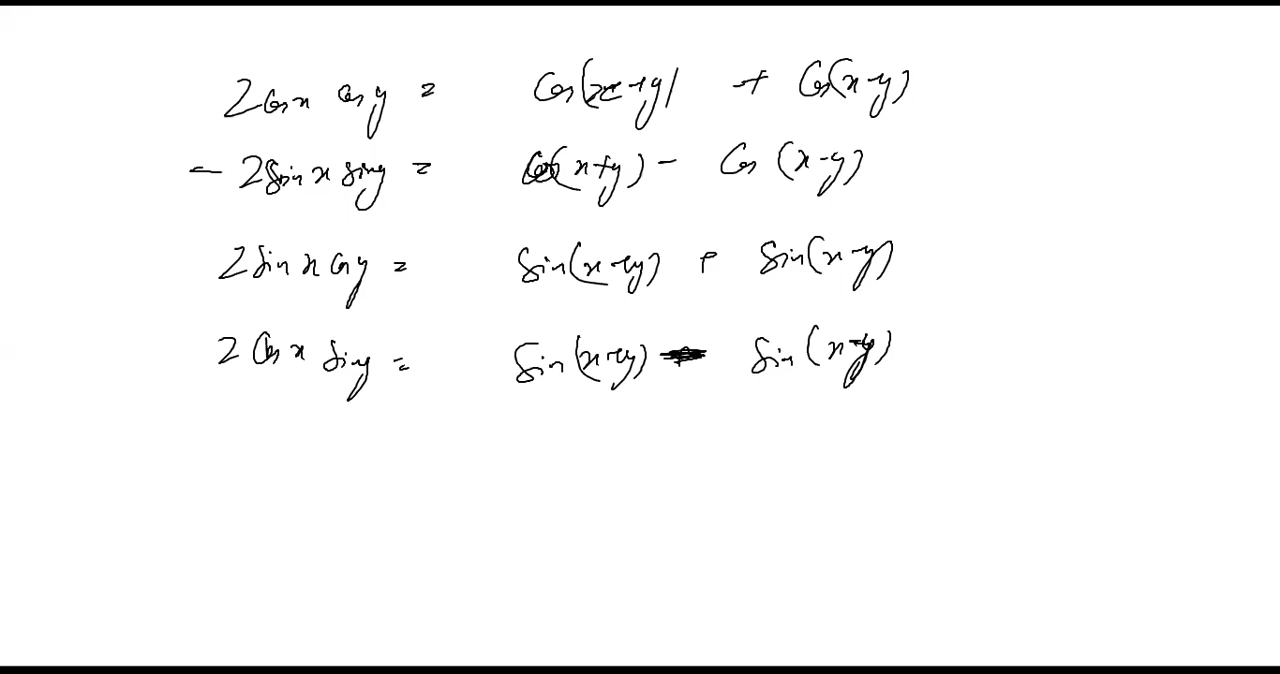 2 Cos x Cos y = Cos(x+y) + Cos(x-y)
- 2 Sin x Sin y = Cos(x+y) - Cos(x-y)
2 Sin x Cos y = Sin(x+y) + Sin(x-y)
2 Cos x Sin y = Sin(x+y) - Sin(x-y)